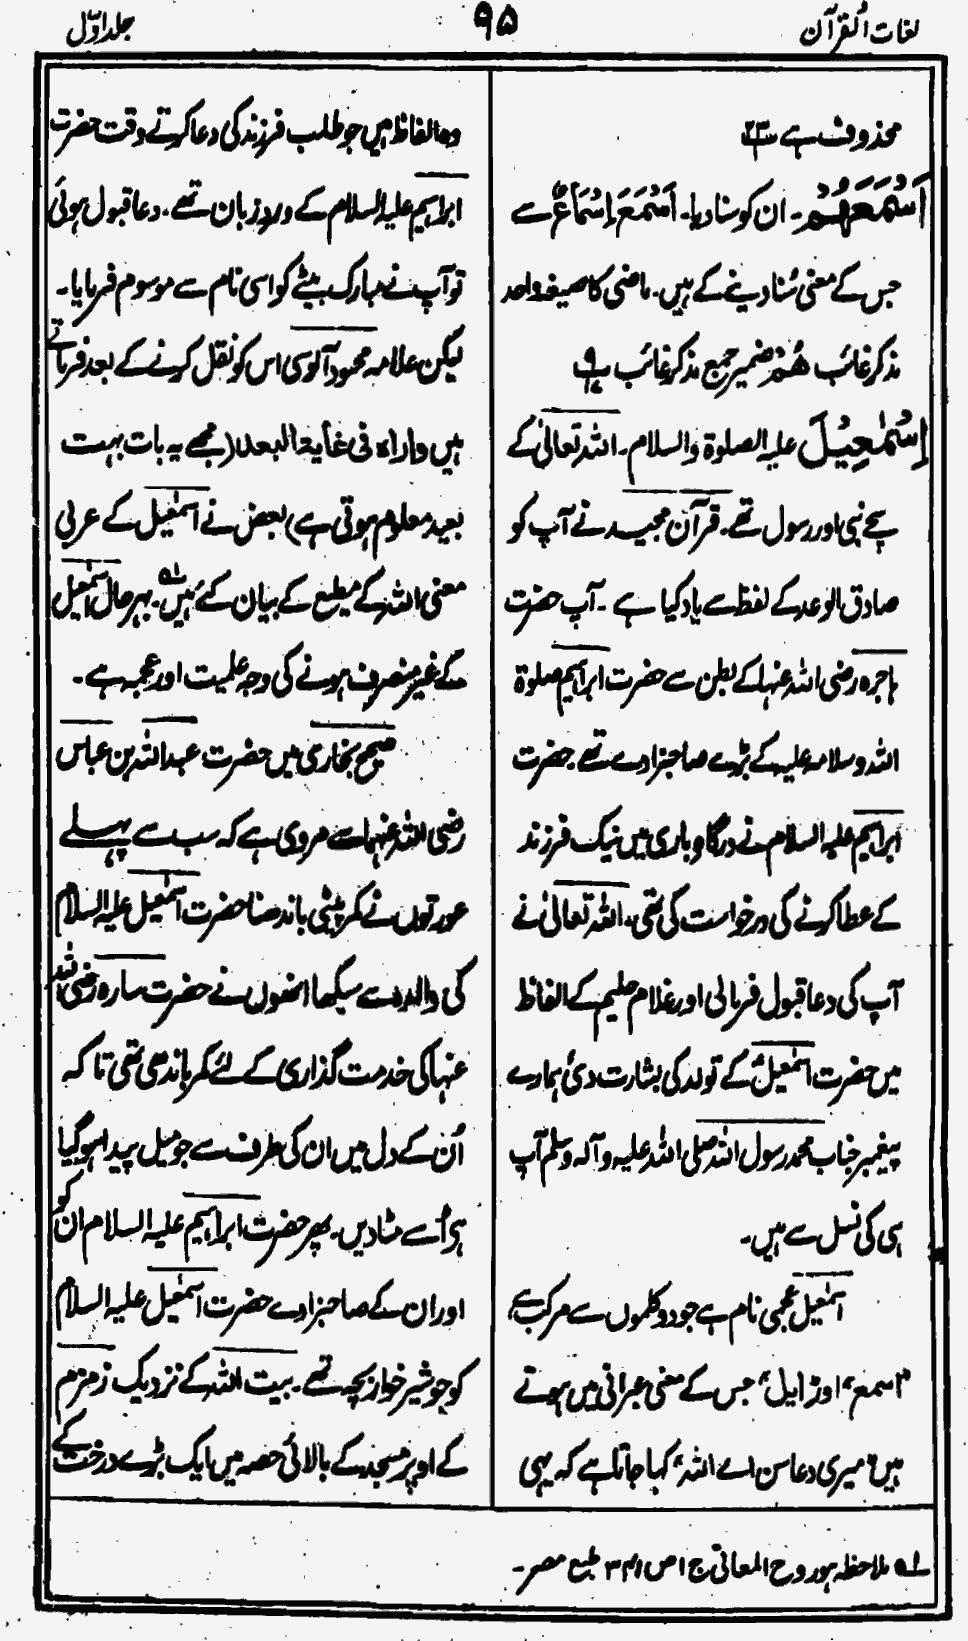 لغات القرآن
۹۵
جلد اوّل
محذوف ہے
اَسْمَعَهُمْ ۔ ان کو سنا دیا۔ اَسْمَعَ اِسْمَاعٌ سے
جس کے معنی سُنا دینے کے ہیں۔ ماضی کا صیغہ واحد
مذکر غائب هُمْ ضمیر جمع مذکر غائب پ ۹/۱۷
اِسْمٰعِیْلَ علیہ الصلوٰۃ والسلام۔ اللہ تعالیٰ کے
سچے نبی اور رسول تھے۔ قرآن مجید نے آپ کو
صادق الوعد کے لفظ سے یاد کیا ہے ۔ آپ حضرت
ہاجرہ رضی اللہ عنہا کے بطن سے حضرت ابراہیم صلوٰۃ
اللہ وسلامہ علیہ کے بڑے صاحبزادے تھے۔ حضرت
ابراہیم علیہ السلام نے درگاہ باری میں نیک فرزند
کے عطا کرنے کی درخواست کی تھی۔ اللہ تعالیٰ نے
آپ کی دعا قبول فرمالی اور غلام حلیم کے الفاظ
میں حضرت اسمٰعیلؑ کے تولد کی بشارت دی ہمارے
پیغمبر جناب محمد رسول اللہ صلی اللہ علیہ وآلہ وسلم آپ
ہی کی نسل سے ہیں۔
اسمٰعیل عجمی نام ہے جو دو کلموں سے مرکب ہے،
"اسمع" اور "ایل" جس کے معنی عبرانی میں ہوتے
ہیں "میری دعا سن اے اللہ" کہا جاتا ہے کہ یہی
وہ الفاظ ہیں جو طلب فرزند کی دعا کرتے وقت حضرت
ابراہیم علیہ السلام کے وردِ زبان تھے۔ دعا قبول ہوئی
تو آپ نے مبارک بیٹے کو اسی نام سے موسوم فرمایا۔
لیکن علامہ محمود آلوسی اس کو نقل کرنے کے بعد فرماتے
ہیں واراہ فی غایۃ البعد (مجھے یہ بات بہت
بعید معلوم ہوتی ہے) بعض نے اسمٰعیل کے عربی
معنی اللہ کے مطیع کے بیان کئے ہیں۱؎۔ بہر حال اسمٰعیل
کے غیر منصرف ہونے کی وجہ علمیت اور عجمہ ہے۔
صحیح بخاری میں حضرت عبداللہ بن عباس
رضی اللہ عنہما سے مروی ہے کہ سب سے پہلے
عورتوں نے کمر پٹی باندھنا حضرت اسمٰعیل علیہ السلام
کی والدہ سے سیکھا انھوں نے حضرت سارہ رضی اللہ
عنہا کی خدمت گذاری کے لئے کمر باندھی تھی تا کہ
اُن کے دل میں ان کی طرف سے جو میل پیدا ہو گیا
ہے اُسے مٹا دیں۔ پھر حضرت ابراہیم علیہ السلام ان کو
اور ان کے صاحبزادے حضرت اسمٰعیل علیہ السلام
کو جو شیر خوار بچہ تھے۔ بیت اللہ کے نزدیک زمزم
کے اوپر مسجد کے بالائی حصہ میں ایک بڑے درخت کے
۱؎ ملاحظہ ہو روح المعانی ج ۱ ص ۳۴۱ طبع مصر۔